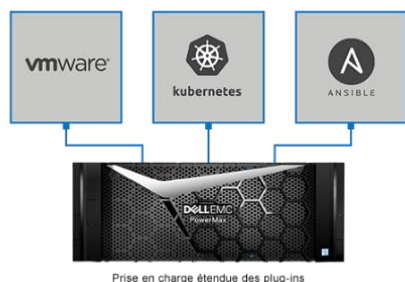 vmware
kubernetes
ANSIBLE
DELLEMC
PowerMax
Prise en charge étendue des plug-ins